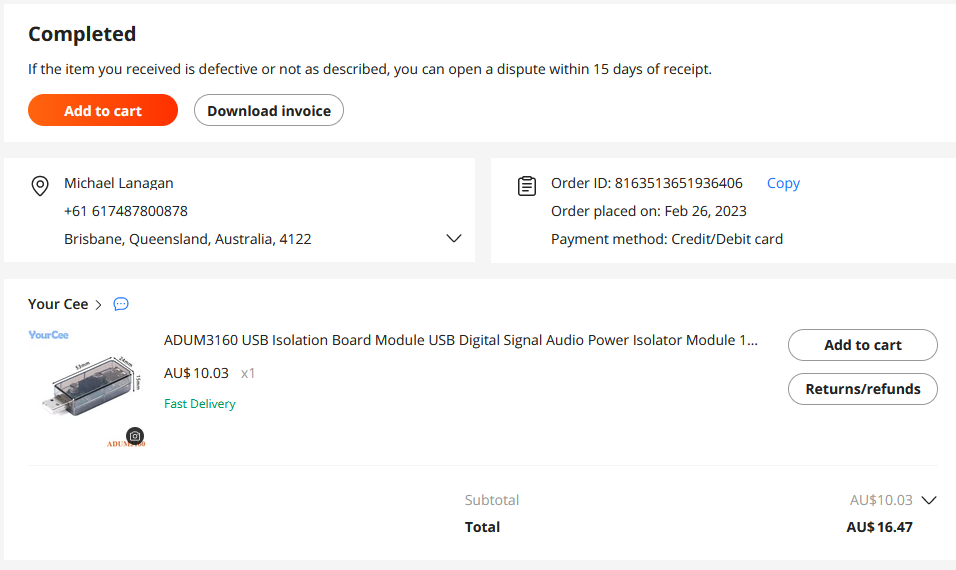 Completed
If the item you received is defective or not as described, you can open a dispute within 15 days of receipt.
Add to cart
Download invoice
Michael Lanagan
+61 617487800878
Brisbane, Queensland, Australia, 4122
Order ID: 8163513651936406 Copy
Order placed on: Feb 26, 2023
Payment method: Credit/Debit card
Your Cee
YourCee
53mm
24mm
15mm
ADUM3160 USB Isolation Board Module USB Digital Signal Audio Power Isolator Module 1...
AU$10.03 x1
Fast Delivery
Add to cart
Returns/refunds
Subtotal AU$10.03
Total AU$16.47